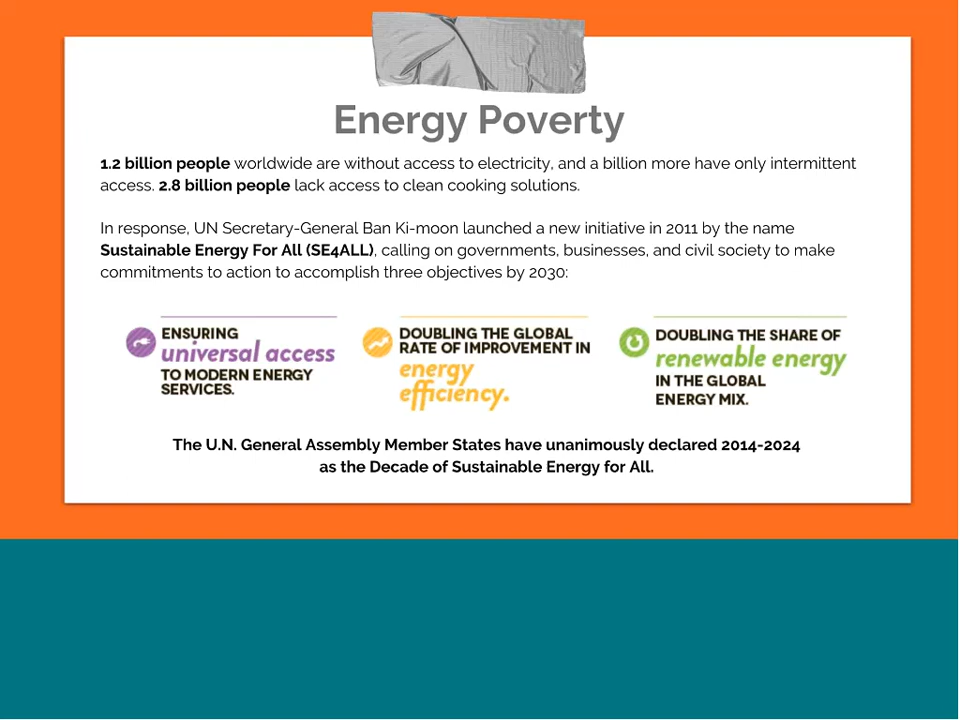 Energy Poverty
1.2 billion people worldwide are without access to electricity, and a billion more have only intermittent
access. 2.8 billion people lack access to clean cooking solutions.
In response, UN Secretary-General Ban Ki-moon launched a new initiative in 2011 by the name
Sustainable Energy For All (SE4ALL), calling on governments, businesses, and civil society to make
commitments to action to accomplish three objectives by 2030:
ENSURING
universal access
TO MODERN ENERGY
SERVICES.
DOUBLING THE GLOBAL
RATE OF IMPROVEMENT IN
energy
efficiency.
DOUBLING THE SHARE OF
renewable energy
IN THE GLOBAL
ENERGY MIX.
The U.N. General Assembly Member States have unanimously declared 2014-2024
as the Decade of Sustainable Energy for All.